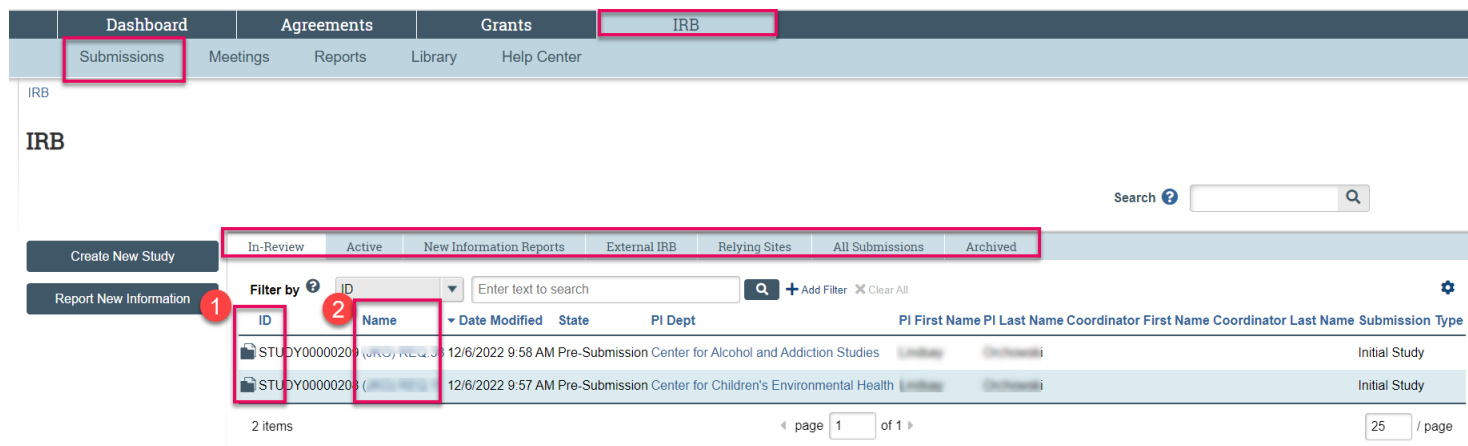 Dashboard Agreements Grants IRB
Submissions Meetings Reports Library Help Center
IRB
IRB
Search ?
Create New Study
Report New Information
In-Review Active New Information Reports External IRB Relying Sites All Submissions Archived
Filter by ? ID Enter text to search Add Filter Clear All
1 2
ID Name Date Modified State PI Dept PI First Name PI Last Name Coordinator First Name Coordinator Last Name Submission Type
STUDY00000209 12/6/2022 9:58 AM Pre-Submission Center for Alcohol and Addiction Studies Initial Study
STUDY00000208 12/6/2022 9:57 AM Pre-Submission Center for Children's Environmental Health Initial Study
2 items page 1 of 1 25 / page